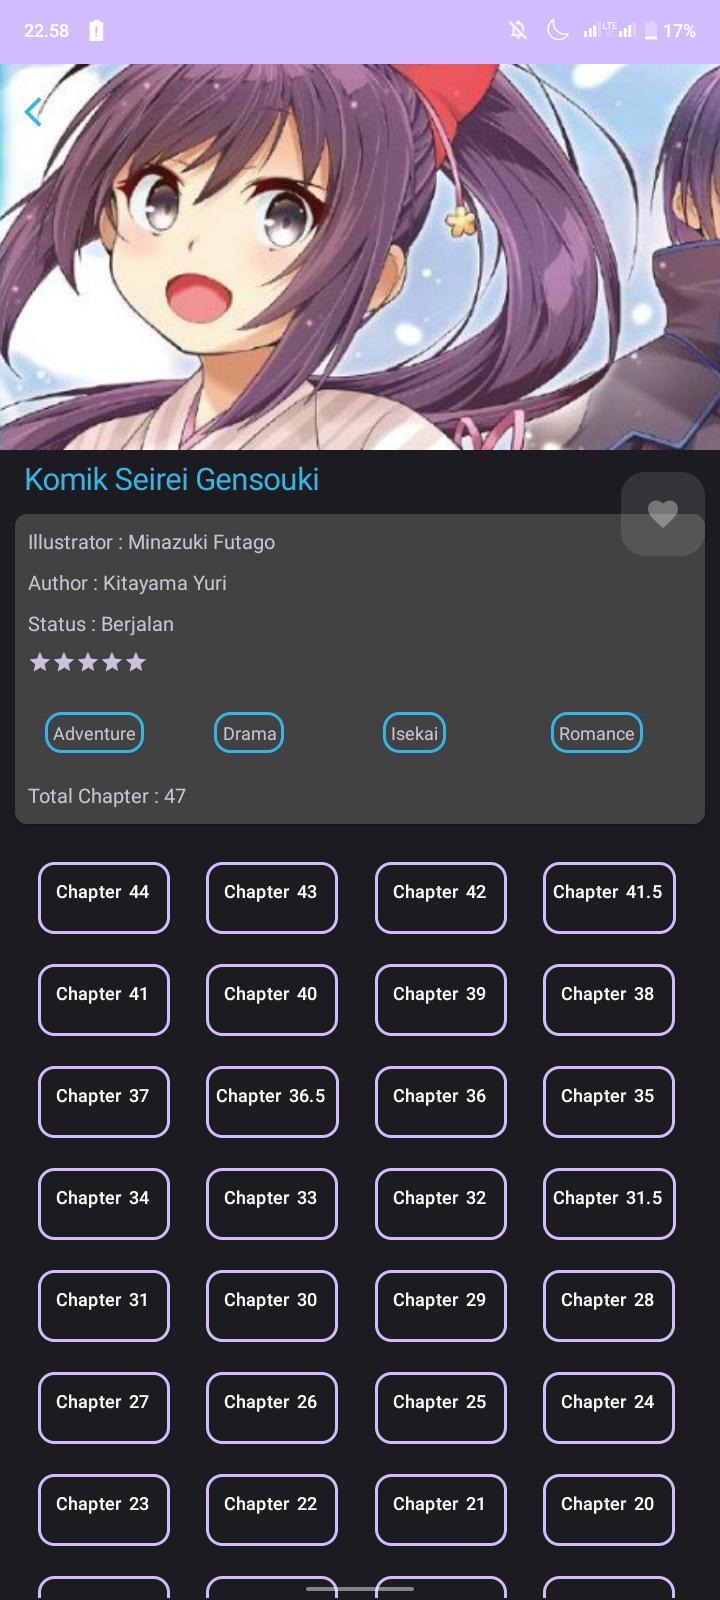 22.58 LTE 17%
Komik Seirei Gensouki
Illustrator : Minazuki Futago
Author : Kitayama Yuri
Status : Berjalan
Adventure Drama Isekai Romance
Total Chapter : 47
Chapter 44 Chapter 43 Chapter 42 Chapter 41.5
Chapter 41 Chapter 40 Chapter 39 Chapter 38
Chapter 37 Chapter 36.5 Chapter 36 Chapter 35
Chapter 34 Chapter 33 Chapter 32 Chapter 31.5
Chapter 31 Chapter 30 Chapter 29 Chapter 28
Chapter 27 Chapter 26 Chapter 25 Chapter 24
Chapter 23 Chapter 22 Chapter 21 Chapter 20